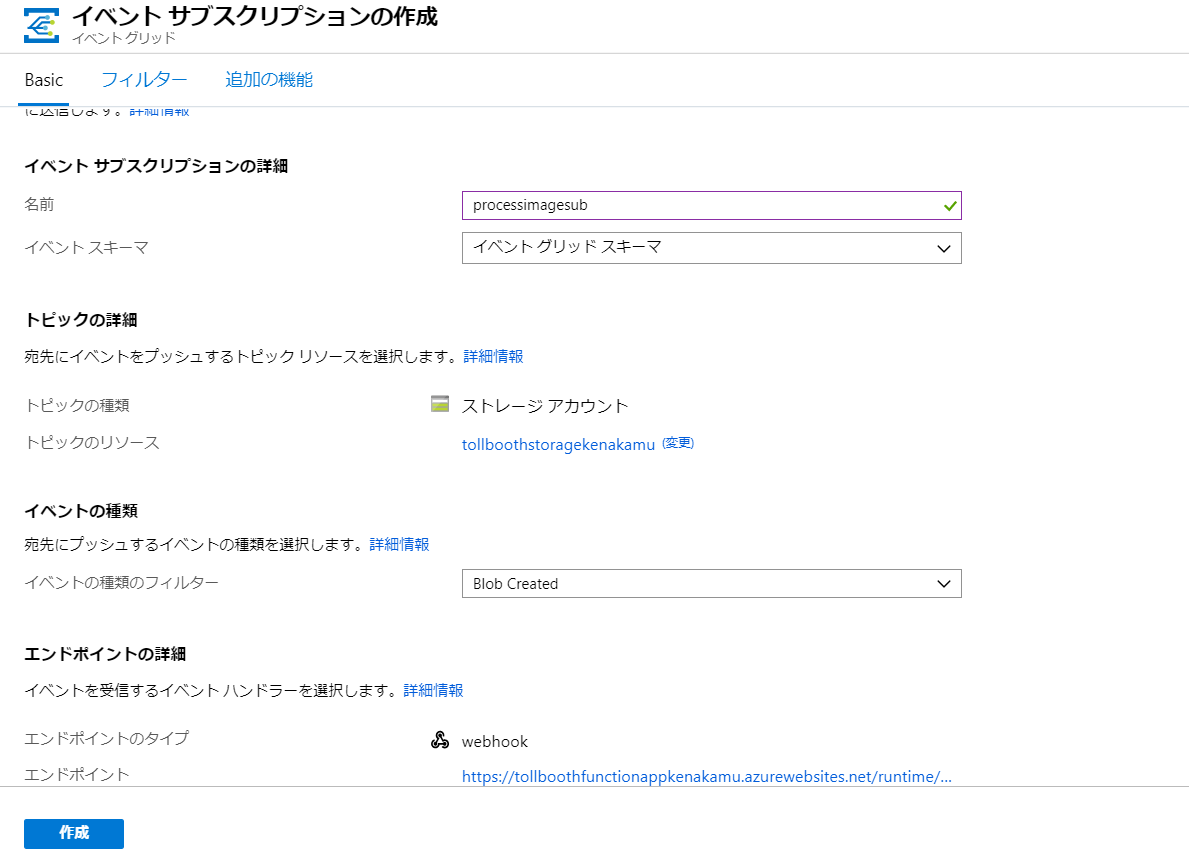 イベント サブスクリプションの作成
イベント グリッド
Basic フィルター 追加の機能
に送信します。詳細情報
イベント サブスクリプションの詳細
名前 processimagesub
イベント スキーマ イベント グリッド スキーマ
トピックの詳細
宛先にイベントをプッシュするトピック リソースを選択します。詳細情報
トピックの種類 ストレージ アカウント
トピックのリソース tollboothstoragekenakamu (変更)
イベントの種類
宛先にプッシュするイベントの種類を選択します。詳細情報
イベントの種類のフィルター Blob Created
エンドポイントの詳細
イベントを受信するイベント ハンドラーを選択します。詳細情報
エンドポイントのタイプ webhook
エンドポイント https://tollboothfunctionappkenakamu.azurewebsites.net/runtime/...
作成